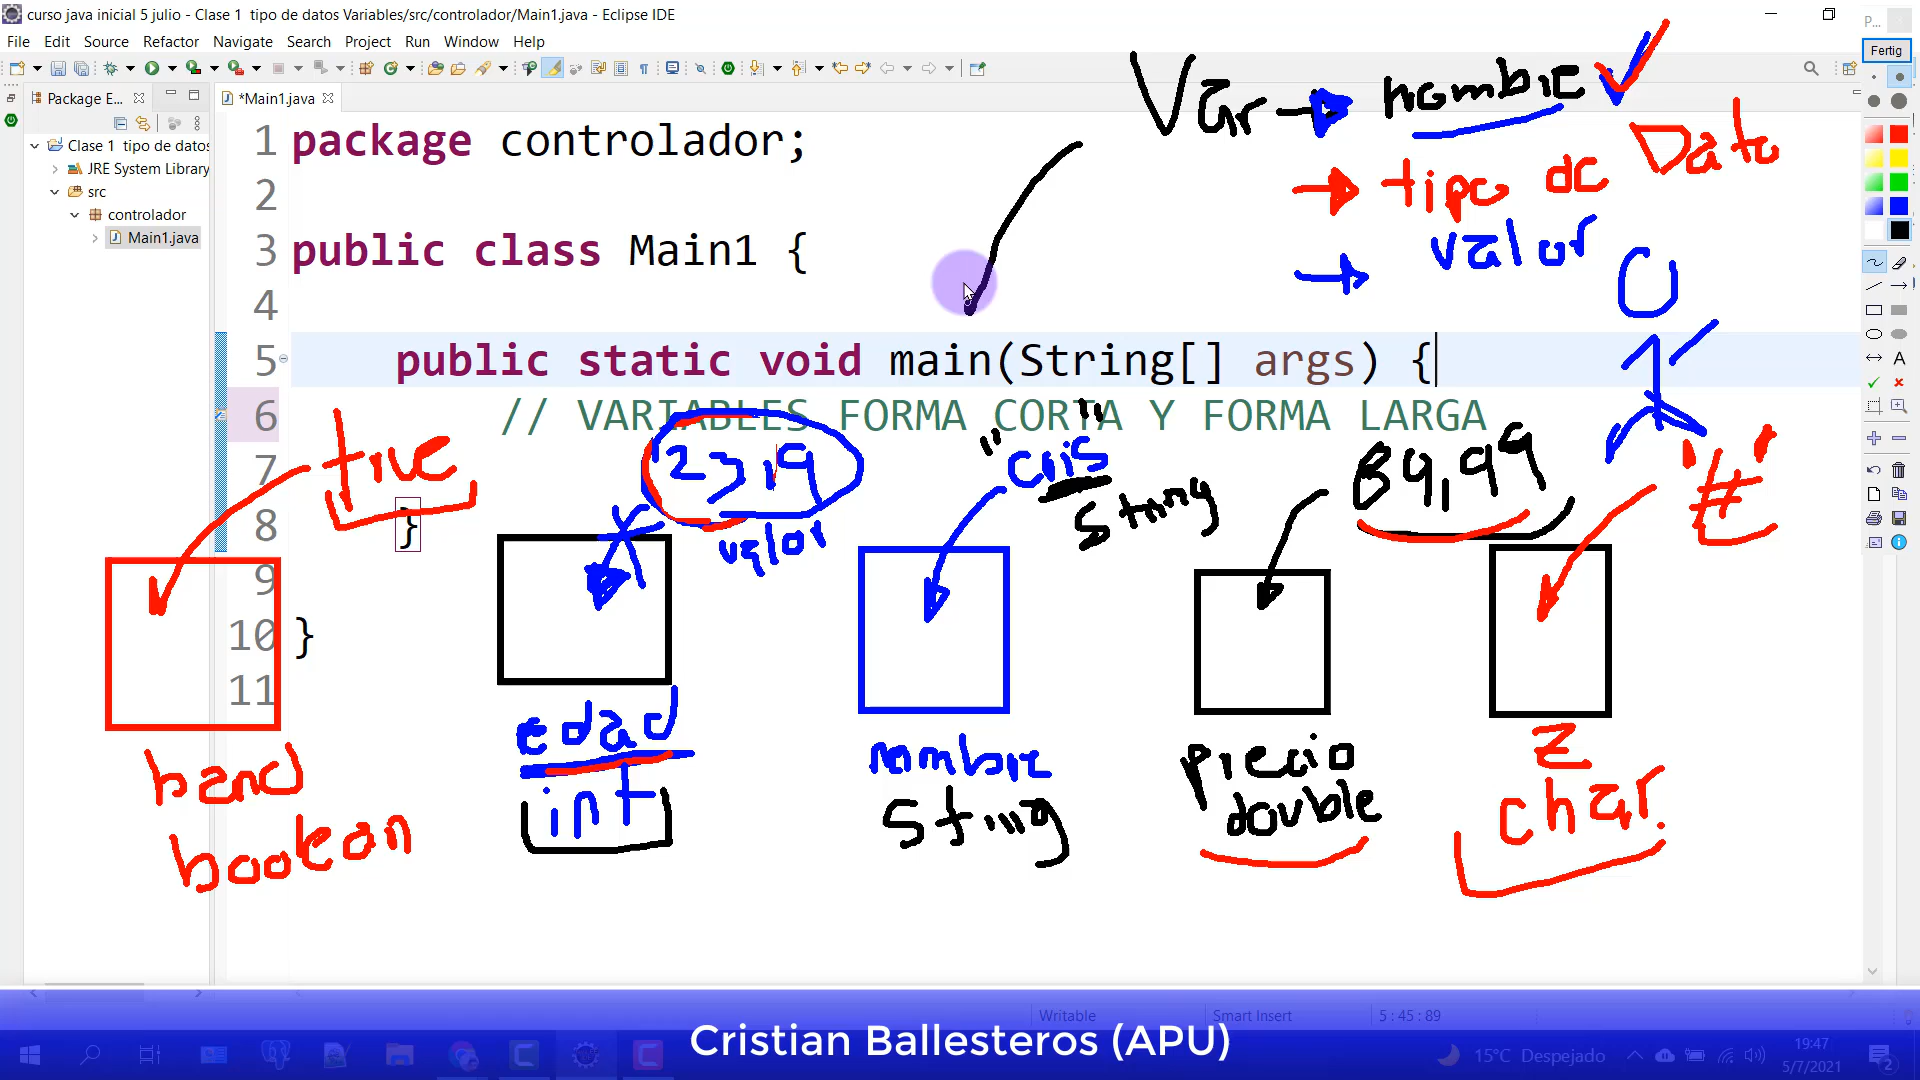 curso java inicial 5 julio - Clase 1 tipo de datos Variables/src/controlador/Main1.java - Eclipse IDE
File Edit Source Refactor Navigate Search Project Run Window Help
P...
Fertig
Package E...
*Main1.java
Clase 1 tipo de datos
JRE System Library
src
controlador
Main1.java
Var nombre
tipo de Dato
valor
1 package controlador;
2
3 public class Main1 {
4
5 public static void main(String[] args) {
6 // VARIABLES FORMA CORTA Y FORMA LARGA
7
8 }
9
10 }
11
true
23,9
valor
"Cris"
String
89,99
'#'
band
boolean
edad
int
nombre
String
precio
double
z
char
Writable Smart Insert 5 : 45 : 89
Cristian Ballesteros (APU)
15°C Despejado
19:47
5/7/2021
2